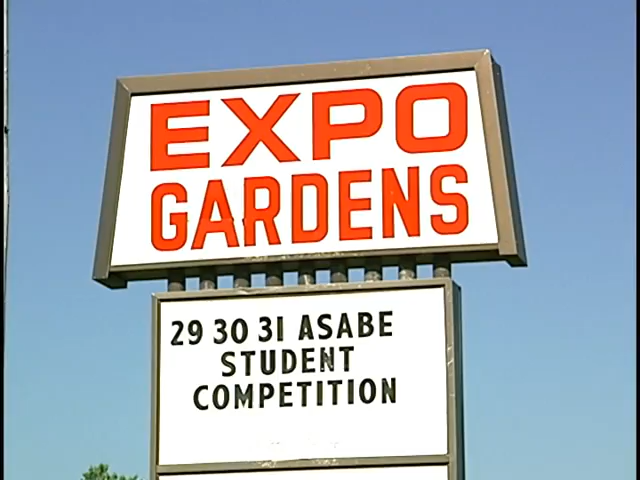 EXPO
GARDENS
29 30 31 ASABE
STUDENT
COMPETITION